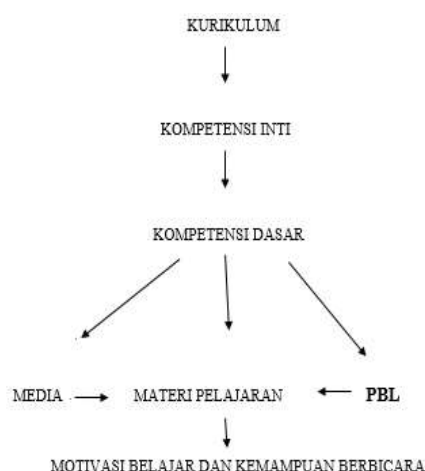 KURIKULUM
KOMPETENSI INTI
KOMPETENSI DASAR
MEDIA MATERI PELAJARAN PBL
MOTIVASI BELAJAR DAN KEMAMPUAN BERBICARA